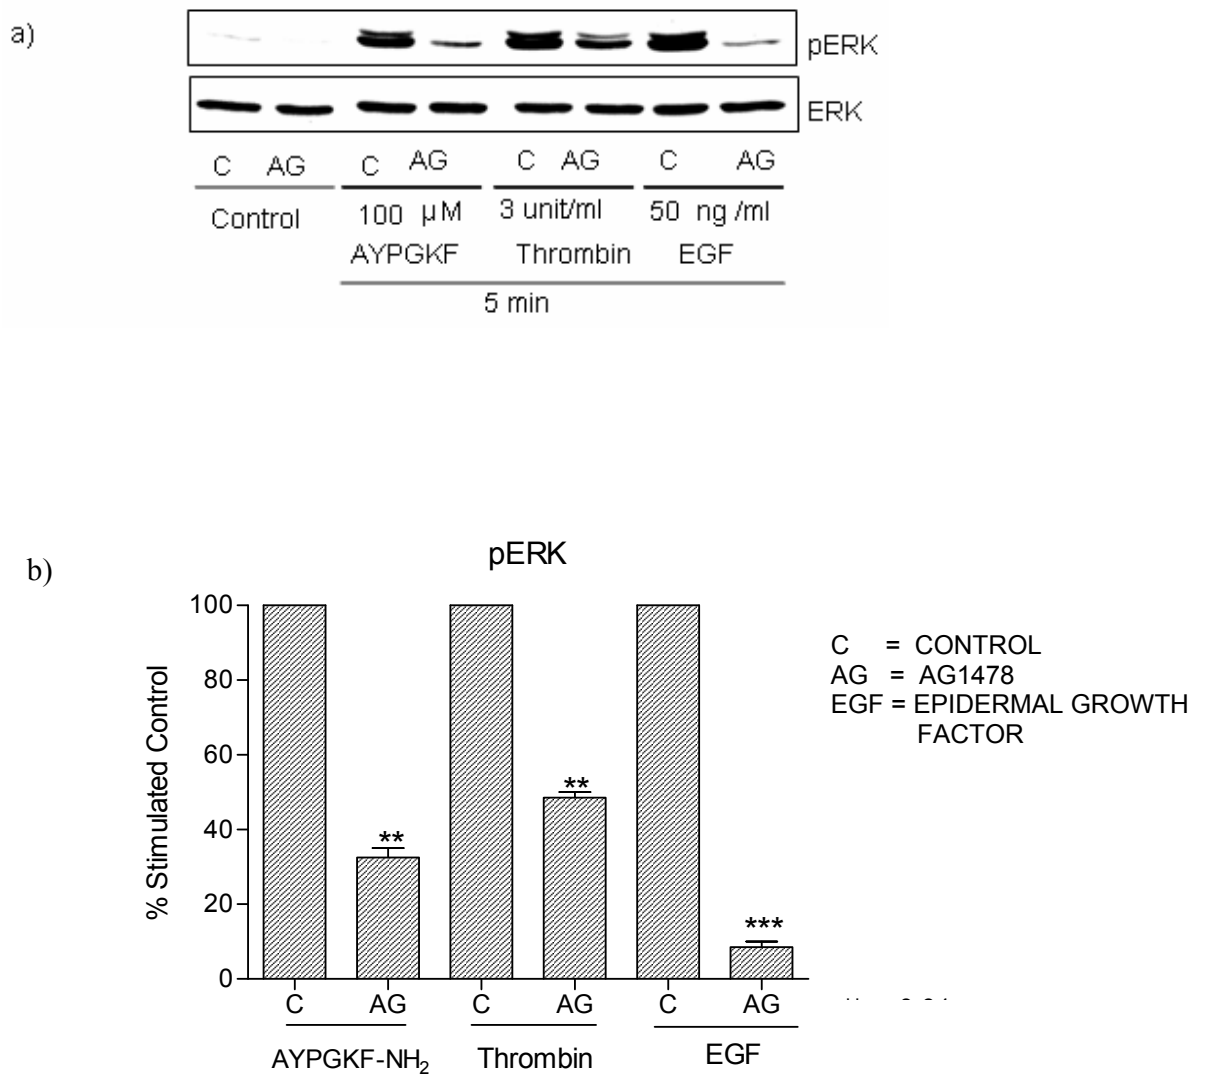 a)
pERK
ERK
C AG C AG C AG C AG
Control 100 µM 3 unit/ml 50 ng /ml
AYPGKF Thrombin EGF
5 min
b)
pERK
% Stimulated Control
100
80
60
40
20
0
**
**
***
C AG C AG C AG
AYPGKF-NH₂ Thrombin EGF
C = CONTROL
AG = AG1478
EGF = EPIDERMAL GROWTH
FACTOR